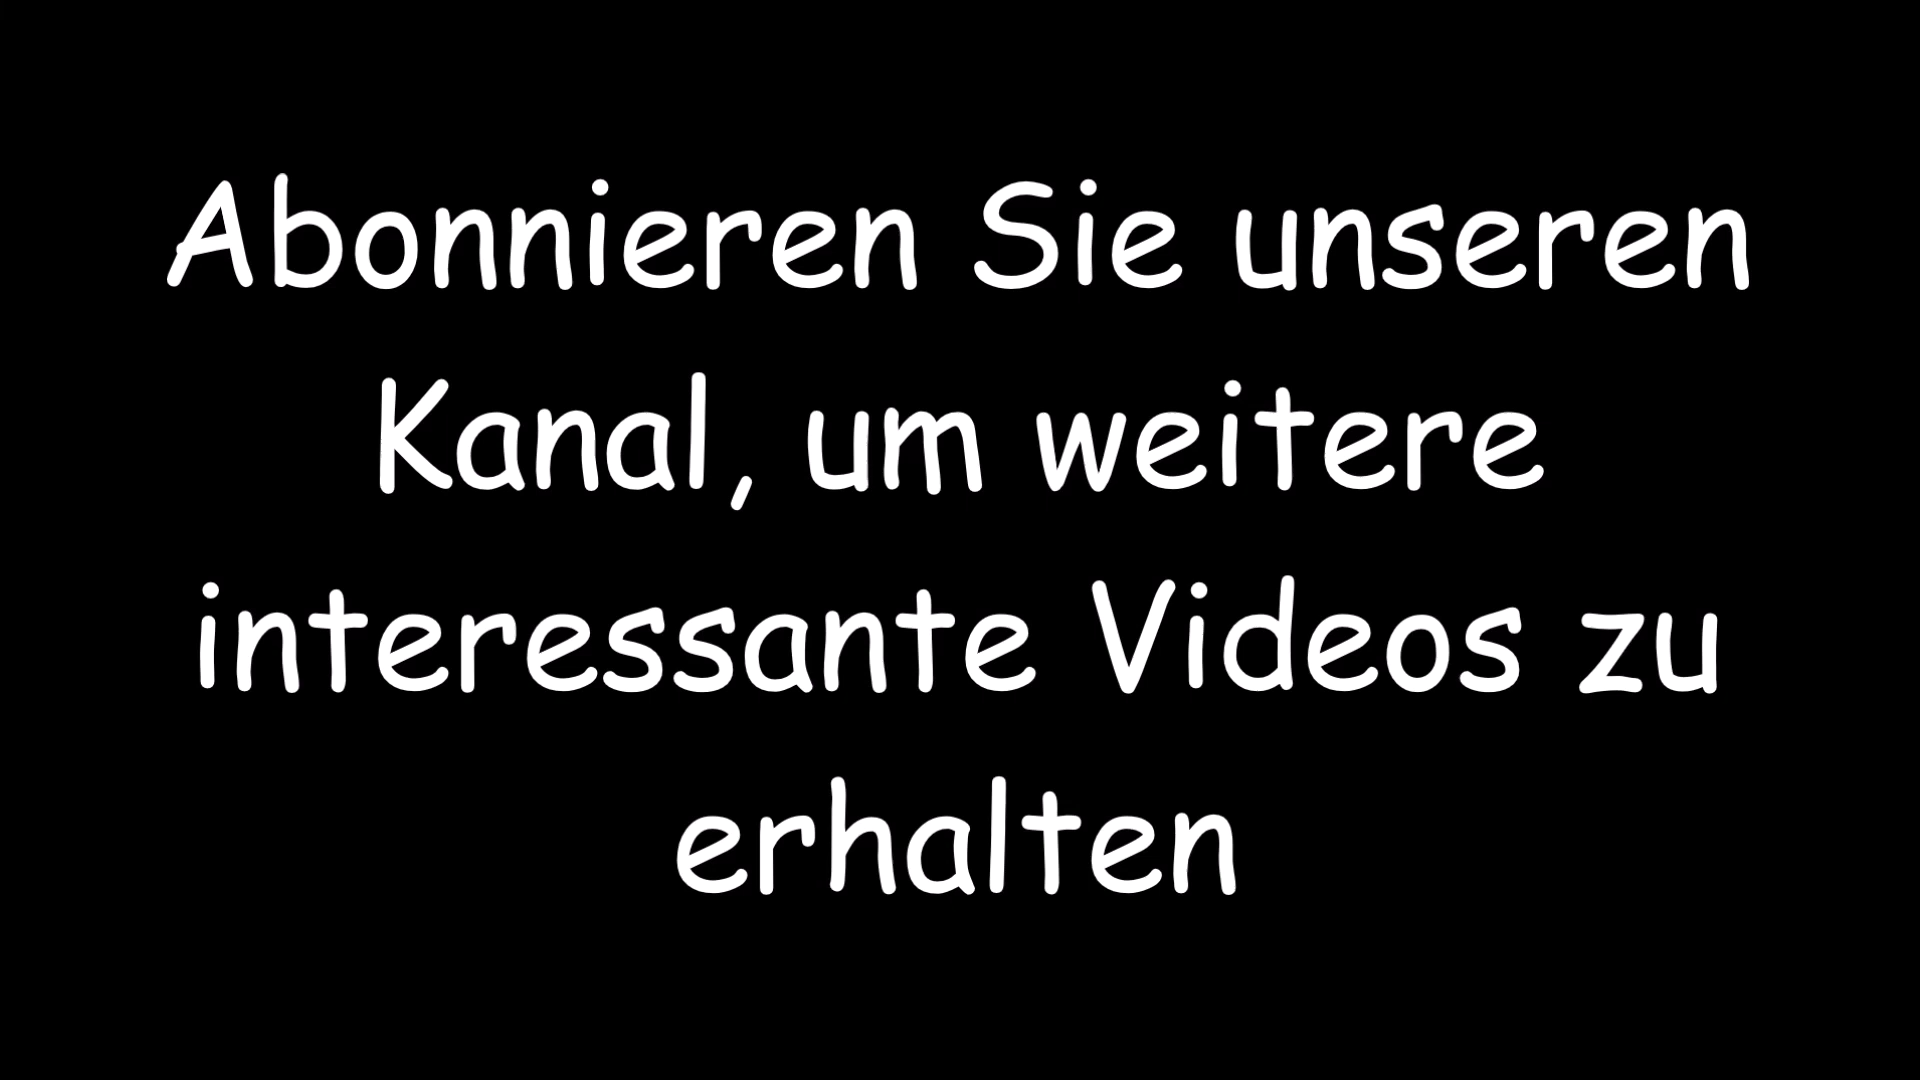 Abonnieren Sie unseren
Kanal, um weitere
interessante Videos zu
erhalten